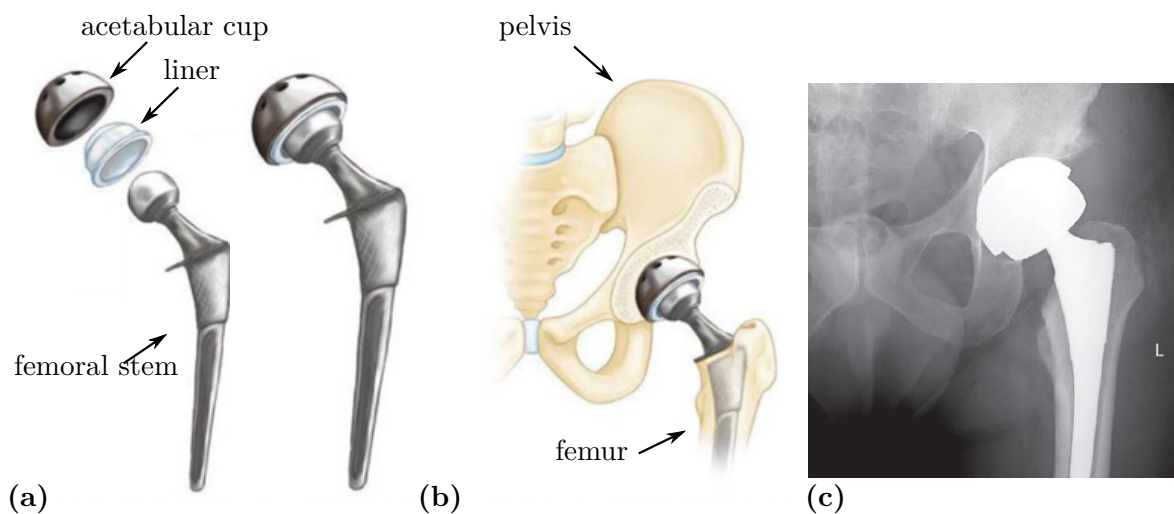 acetabular cup
liner
femoral stem
(a)
pelvis
femur
(b)
L
(c)